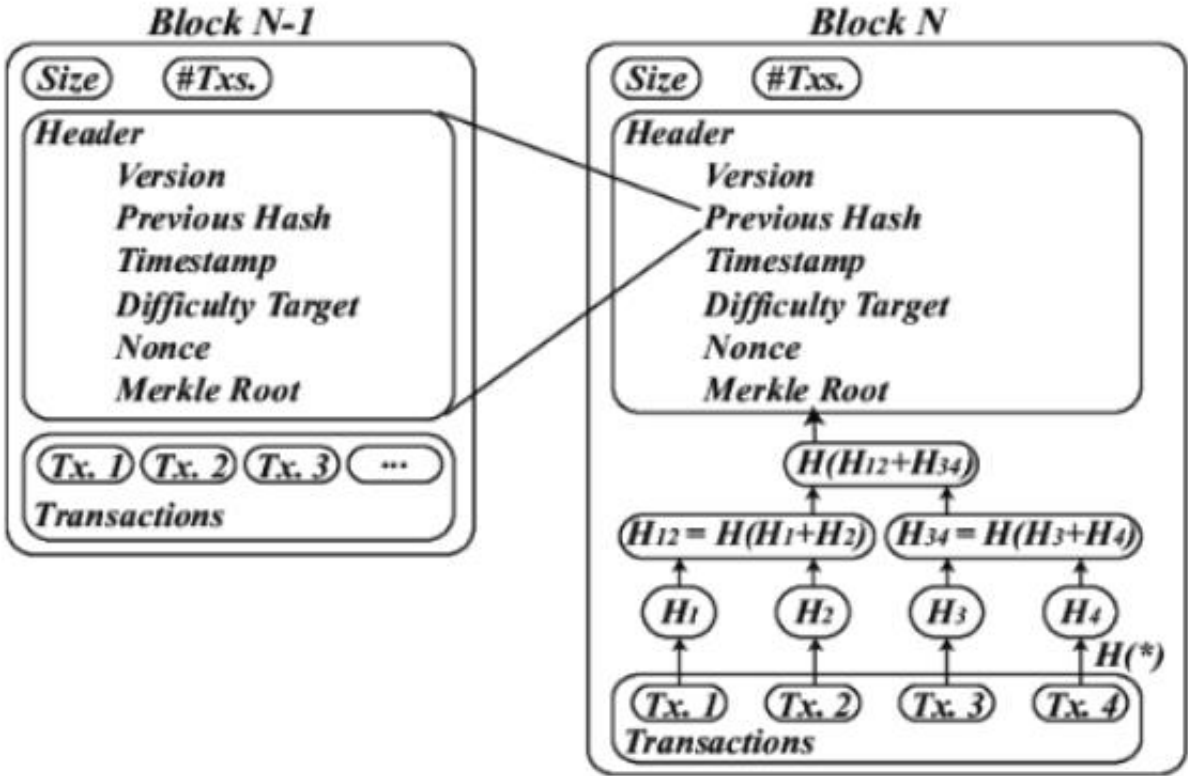 Block N-1
Size #Txs.
Header
Version
Previous Hash
Timestamp
Difficulty Target
Nonce
Merkle Root
Tx. 1 Tx. 2 Tx. 3 ...
Transactions
Block N
Size #Txs.
Header
Version
Previous Hash
Timestamp
Difficulty Target
Nonce
Merkle Root
H(H12+H34)
H12 = H(H1+H2) H34 = H(H3+H4)
H1 H2 H3 H4
H(*)
Tx. 1 Tx. 2 Tx. 3 Tx. 4
Transactions